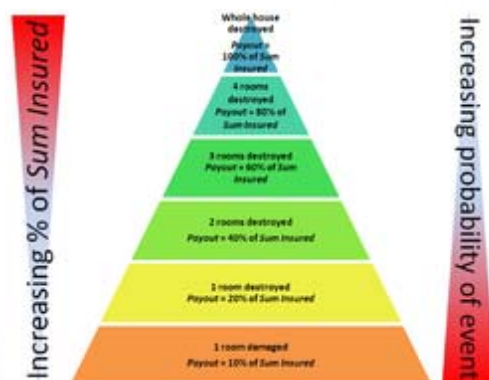 Increasing % of Sum Insured
Whole house
destroyed
Payout =
100% of Sum
Insured
4 rooms
destroyed
Payout = 80% of
Sum Insured
3 rooms destroyed
Payout = 60% of Sum
Insured
2 rooms destroyed
Payout = 40% of Sum Insured
1 room destroyed
Payout = 20% of Sum Insured
1 room damaged
Payout = 10% of Sum Insured
Increasing probability of event